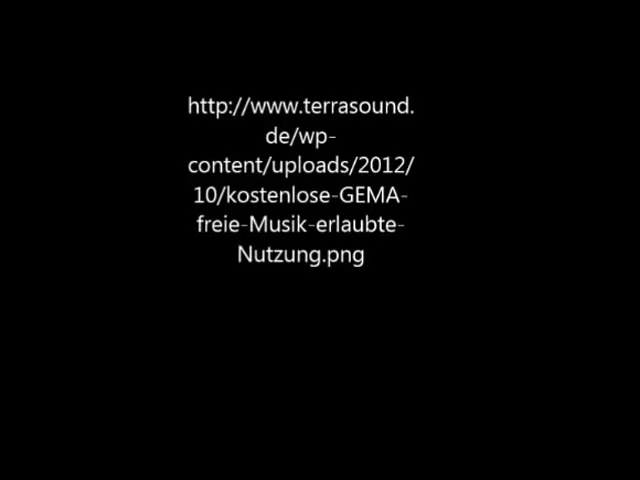 http://www.terrasound.
de/wp-
content/uploads/2012/
10/kostenlose-GEMA-
freie-Musik-erlaubte-
Nutzung.png